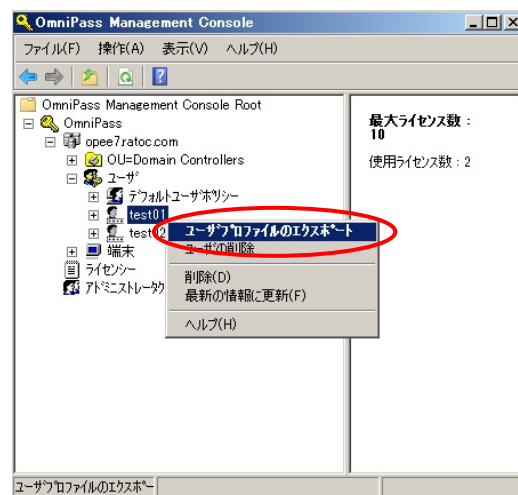 OmniPass Management Console
ファイル(F) 操作(A) 表示(V) ヘルプ(H)
OmniPass Management Console Root
OmniPass
opee7ratoc.com
OU=Domain Controllers
ユーザ
デフォルトユーザポリシー
test01
test02
端末
ライセンシー
アドミニストレータ
ユーザプロファイルのエクスポート
ユーザの削除
削除(D)
最新の情報に更新(F)
ヘルプ(H)
最大ライセンス数 :
10
使用ライセンス数 : 2
ユーザプロファイルのエクスポー